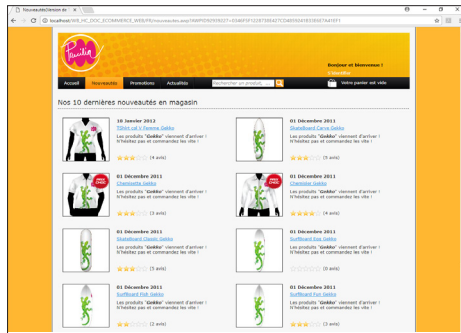 Nouveautés(Version de
localhost/WB_HC_DOC_ECOMMERCE_WEB/FR/nouveautes.awp
Bonjour et bienvenue !
S'identifier
Accueil Nouveautés Promotions Actualités Rechercher un produit, ... Votre panier est vide
Nos 10 dernières nouveautés en magasin
10 Janvier 2012
TShirt col V Femme Gekko
Les produits "Gekko" viennent d'arriver !
N'hésitez pas et commandez les vite !
(4 avis)
01 Décembre 2011
SkateBoard Carve Gekko
Les produits "Gekko" viennent d'arriver !
N'hésitez pas et commandez les vite !
(5 avis)
01 Décembre 2011
Chemisette Gekko
Les produits "Gekko" viennent d'arriver !
N'hésitez pas et commandez les vite !
(3 avis)
01 Décembre 2011
Chemisier Gekko
Les produits "Gekko" viennent d'arriver !
N'hésitez pas et commandez les vite !
(4 avis)
01 Décembre 2011
SkateBoard Classic Gekko
Les produits "Gekko" viennent d'arriver !
N'hésitez pas et commandez les vite !
(5 avis)
01 Décembre 2011
SurfBoard Egg Gekko
Les produits "Gekko" viennent d'arriver !
N'hésitez pas et commandez les vite !
(0 avis)
01 Décembre 2011
SurfBoard Fish Gekko
Les produits "Gekko" viennent d'arriver !
N'hésitez pas et commandez les vite !
(2 avis)
01 Décembre 2011
SurfBoard Fun Gekko
Les produits "Gekko" viennent d'arriver !
N'hésitez pas et commandez les vite !
(3 avis)